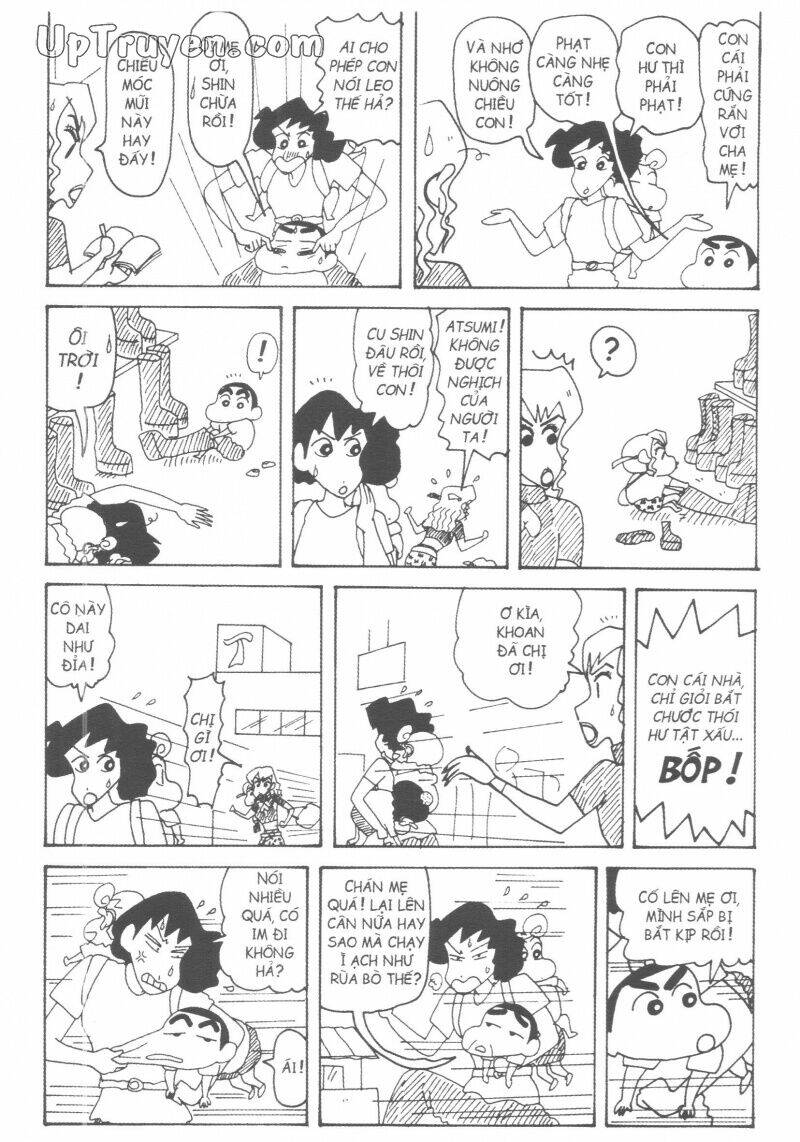 UpTruyen.com
CON
CÁI PHẢI
CỨNG
RẮN
VỚI
CHA
MẸ!
CON
HƯ THÌ
PHẢI
PHẠT!
PHẠT
CÀNG NHẸ
CÀNG
TỐT!
VÀ NHỚ
KHÔNG
NUÔNG
CHIỀU
CON!
AI CHO
PHÉP CON
NÓI LEO
THẾ HẢ?
ƠI,
SHIN
CHỪA
RỒI!
CHIÊU
MÓC
MŨI
NÀY
HAY
ĐẤY!
?
ATSUMI!
KHÔNG
ĐƯỢC
NGHỊCH
CỦA
NGƯỜI
TA!
CU SHIN
ĐÂU RỒI,
VỀ THÔI
CON!
!
ÔI
TRỜI
!
CON CÁI NHÀ,
CHỈ GIỎI BẮT
CHƯỚC THÓI
HƯ TẬT XẤU...
BỐP!
Ơ KÌA,
KHOAN
ĐÃ CHỊ
ƠI!
CHỊ
GÌ
ƠI!
CÔ NÀY
DAI
NHƯ
ĐỈA!
CỐ LÊN MẸ ƠI,
MÌNH SẮP BỊ
BẮT KỊP RỒI!
CHÁN MẸ
QUÁ! LẠI LÊN
CÂN NỮA HAY
SAO MÀ CHẠY
Ì ẠCH NHƯ
RÙA BÒ THẾ?
NÓI
NHIỀU
QUÁ, CÓ
IM ĐI
KHÔNG
HẢ?
ÁI!